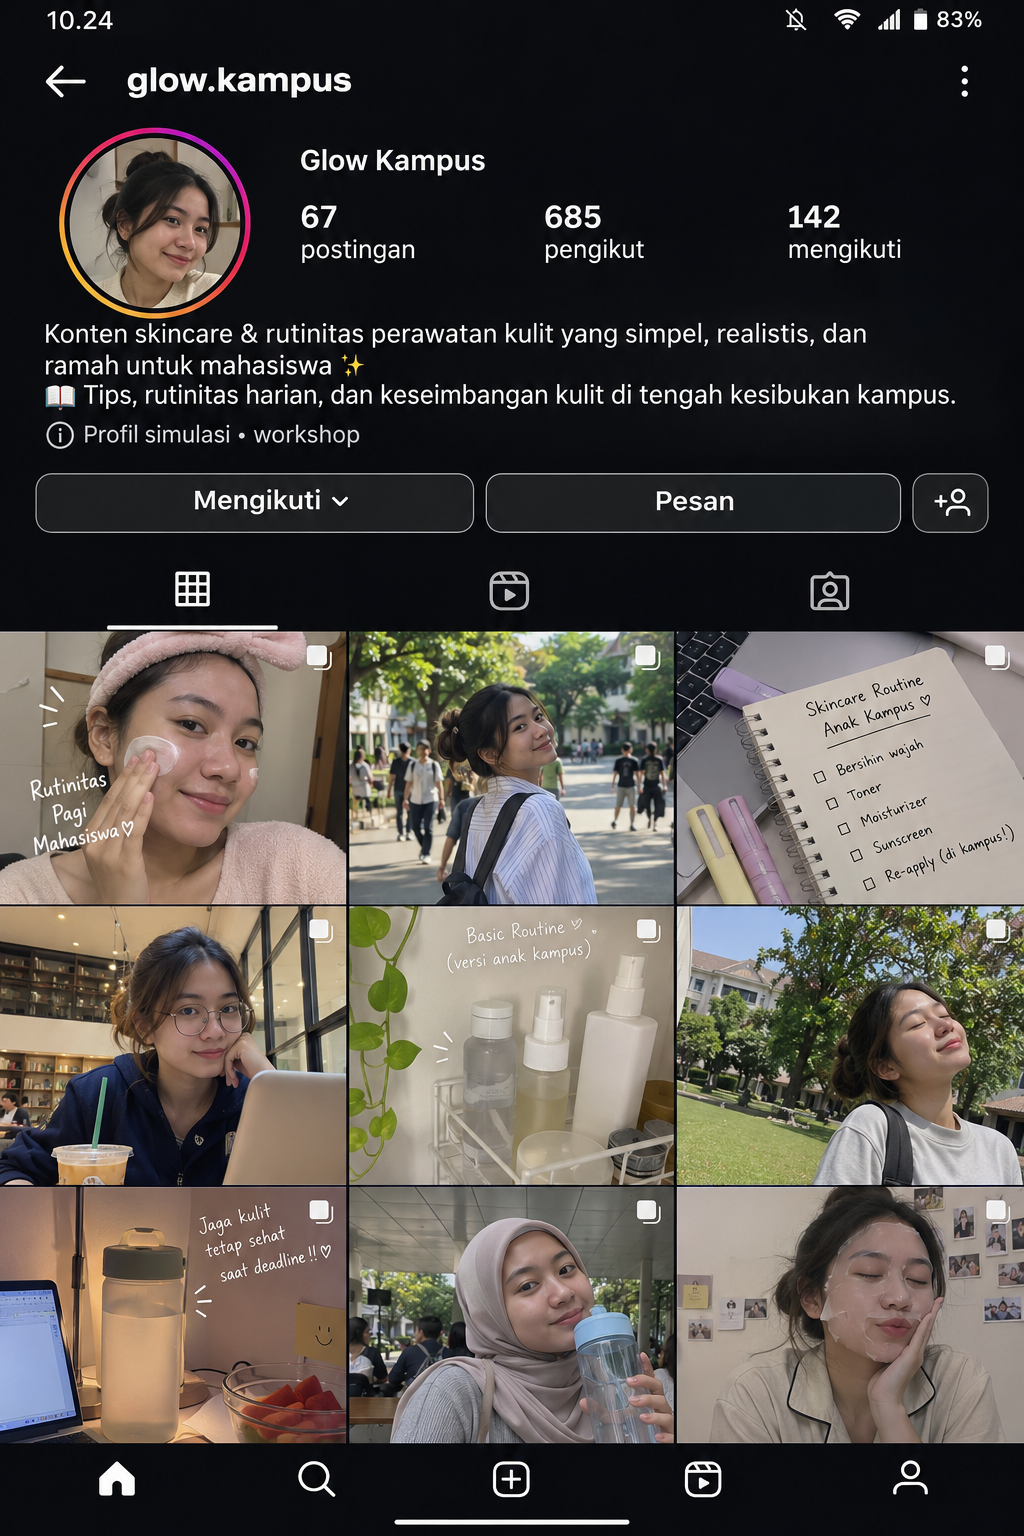 10.24
83%
glow.kampus
Glow Kampus
67
postingan
685
pengikut
142
mengikuti
Konten skincare & rutinitas perawatan kulit yang simpel, realistis, dan
ramah untuk mahasiswa ✨
📖 Tips, rutinitas harian, dan keseimbangan kulit di tengah kesibukan kampus.
Profil simulasi • workshop
Mengikuti
Pesan
Rutinitas
Pagi
Mahasiswa♡
Skincare Routine
Anak Kampus ♡
Bersihin wajah
Toner
Moisturizer
Sunscreen
Re-apply (di kampus!)
Basic Routine ♡
(versi anak kampus)
Jaga kulit
tetap sehat
saat deadline!!♡